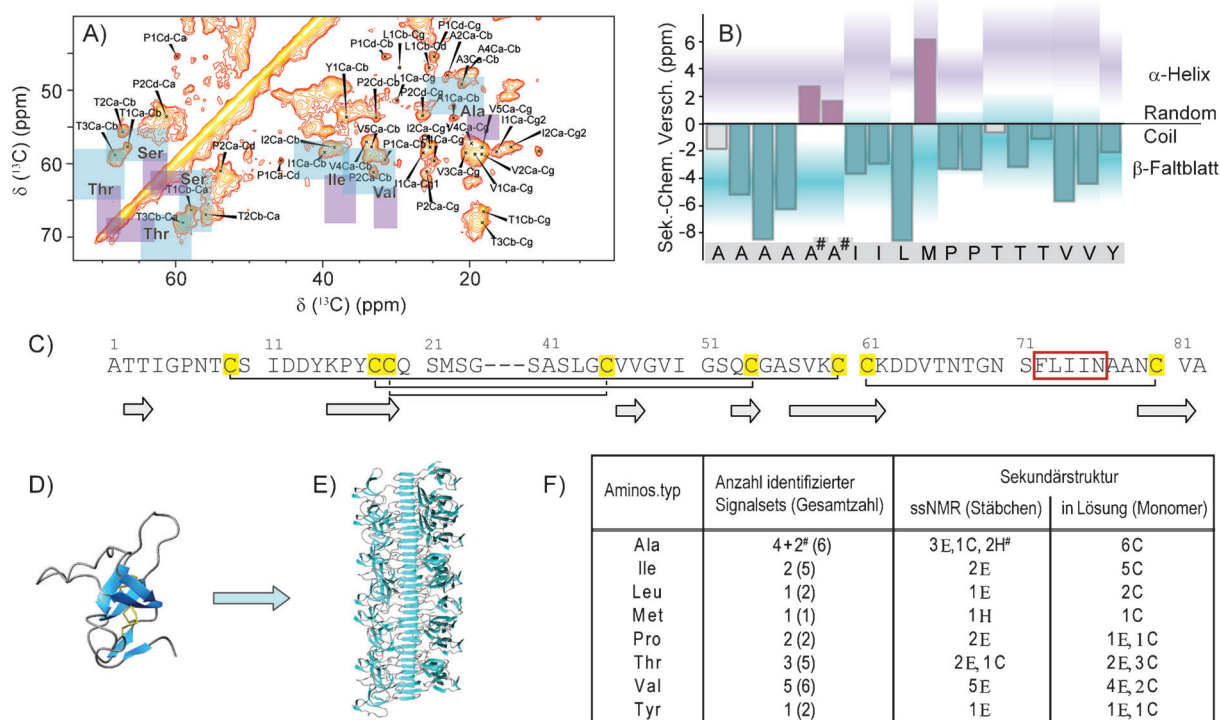 A)
P1Cd-Ca
P1Cd-Cb
L1Cb-Cg
L1Cb-Cd
P1Cd-Cg
A2Ca-Cb
A4Ca-Cb
A3Ca-Cb
T2Ca-Cb
T1Ca-Cb
T3Ca-Cb
P2Cd-Ca
Y1Ca-Cb
P2Cd-Cb
L1Ca-Cg
P2Cd-Cg
A1Ca-Cb
Ala
V5Ca-Cg
I1Ca-Cg2
I2Ca-Cg2
Ser
P2Ca-Cd
I2Ca-Cb
V5Ca-Cb
I2Ca-Cg1
V4Ca-Cg
P1Ca-Cb
I1Ca-Cb
V4Ca-Cb
V3Ca-Cg
V2Ca-Cg
V1Ca-Cg
Thr
Ser
T1Cb-Ca
P1Ca-Cd
Ile
P2Ca-Cb
Val
I1Ca-Cg1
P2Ca-Cg
T3Cb-Ca
Thr
T2Cb-Ca
T1Cb-Cg
T3Cb-Cg
50
60
70
δ (¹³C) (ppm)
60 40 20
δ (¹³C) (ppm)
B)
Sek.-Chem. Versch. (ppm)
6
4
2
0
-2
-4
-6
-8
α-Helix
Random
Coil
β-Faltblatt
A A A A A# A# I I L M P P T T T V V Y
C)
1 11 21 41 51 61 71 81
ATTIGPNTCS IDDYKPYCCQ SMSG---SASLGCVVGVI GSQCGASVKC CKDDVTNTGN SFLIINAANC VA
D)
E)
F)
Aminos.typ
Anzahl identifizierter
Signalsets (Gesamtzahl)
Sekundärstruktur
ssNMR (Stäbchen)
in Lösung (Monomer)
Ala 4+2# (6) 3E,1C, 2H# 6C
Ile 2 (5) 2E 5C
Leu 1 (2) 1E 2C
Met 1 (1) 1H 1C
Pro 2 (2) 2E 1E, 1C
Thr 3 (5) 2E, 1C 2E, 3C
Val 5 (6) 5E 4E, 2C
Tyr 1 (2) 1E 1E, 1C